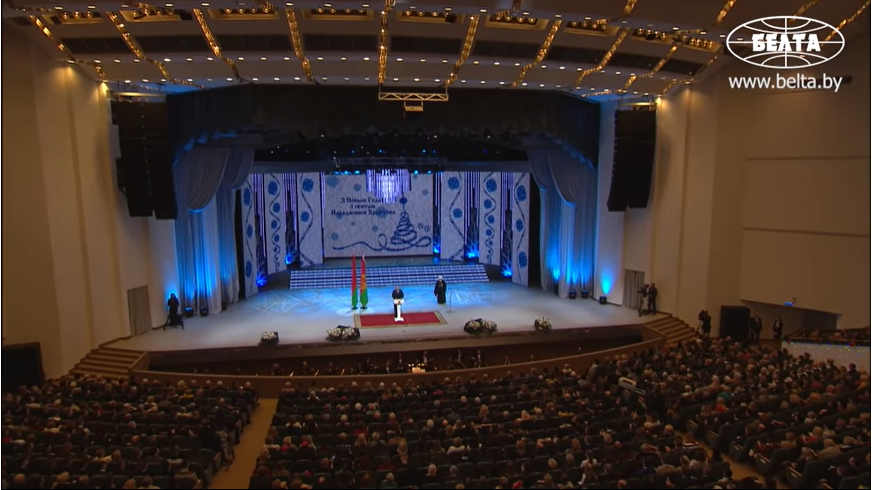 БЕЛТА
www.belta.by
З Новым Годам
і святам
Нараджэння Хрыстова